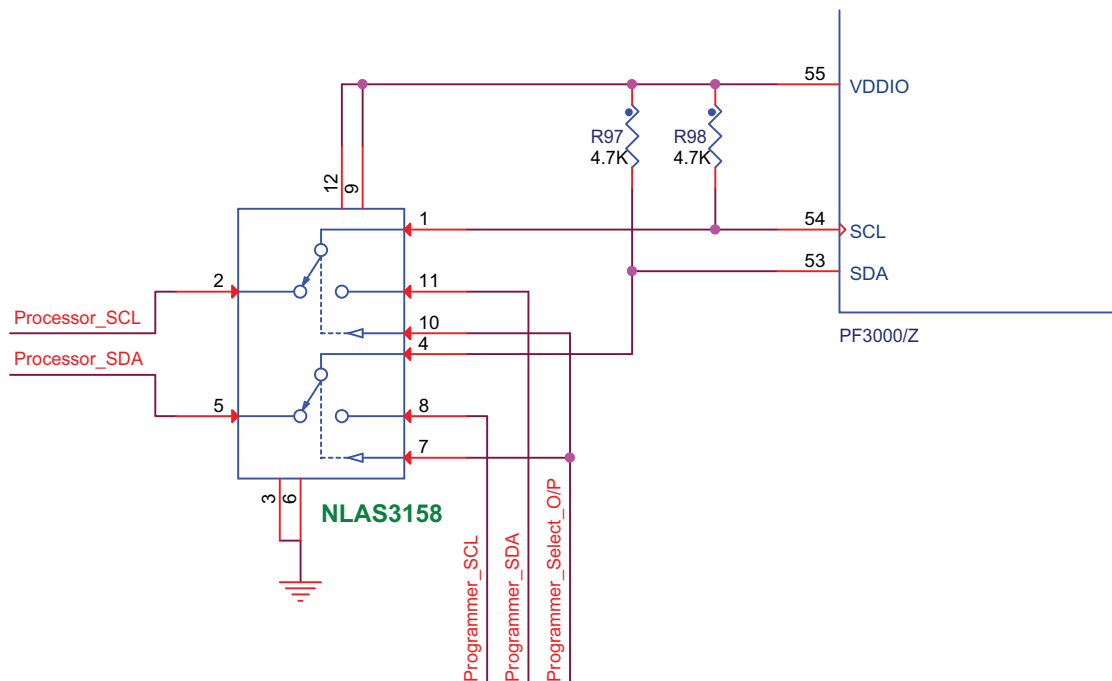 55
VDDIO
R97
4.7K
R98
4.7K
12
9
1
54
SCL
53
SDA
2
11
Processor_SCL
10
PF3000/Z
4
Processor_SDA
5
8
7
3
6
NLAS3158
Programmer_SCL
Programmer_SDA
Programmer_Select_O/P